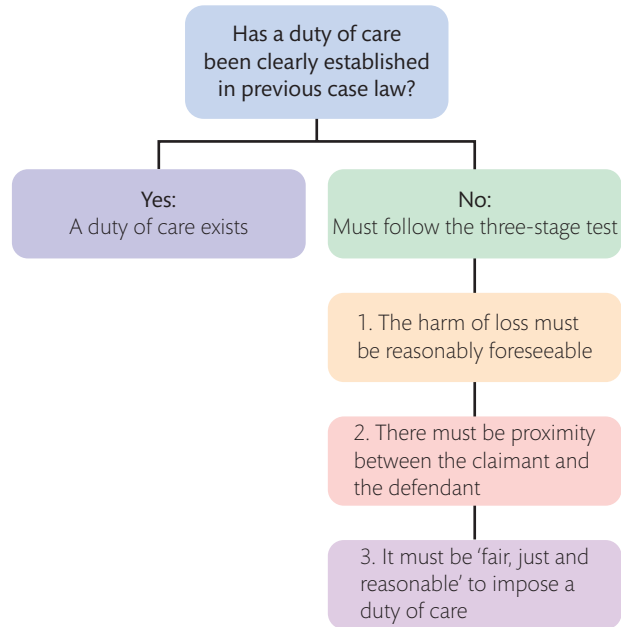 Has a duty of care
been clearly established
in previous case law?
Yes:
A duty of care exists
No:
Must follow the three-stage test
1. The harm of loss must
be reasonably foreseeable
2. There must be proximity
between the claimant and
the defendant
3. It must be ‘fair, just and
reasonable’ to impose a
duty of care